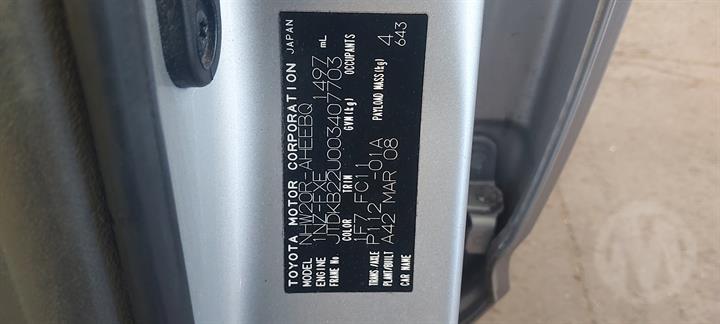 TOYOTA MOTOR CORPORATION JAPAN
MODEL NHW20R-AHEEBQ
ENGINE 1NZ-FXE 1497 mL
FRAME No JTDKB22U003407703
COLOR TRIM GVM(kg) OCCUPANTS
1F7 FC11 4
TRANS/AXLE P112 -01A PAYLOAD MASS(kg) 643
PLANT/BUILT A42 MAR 08
CAR NAME